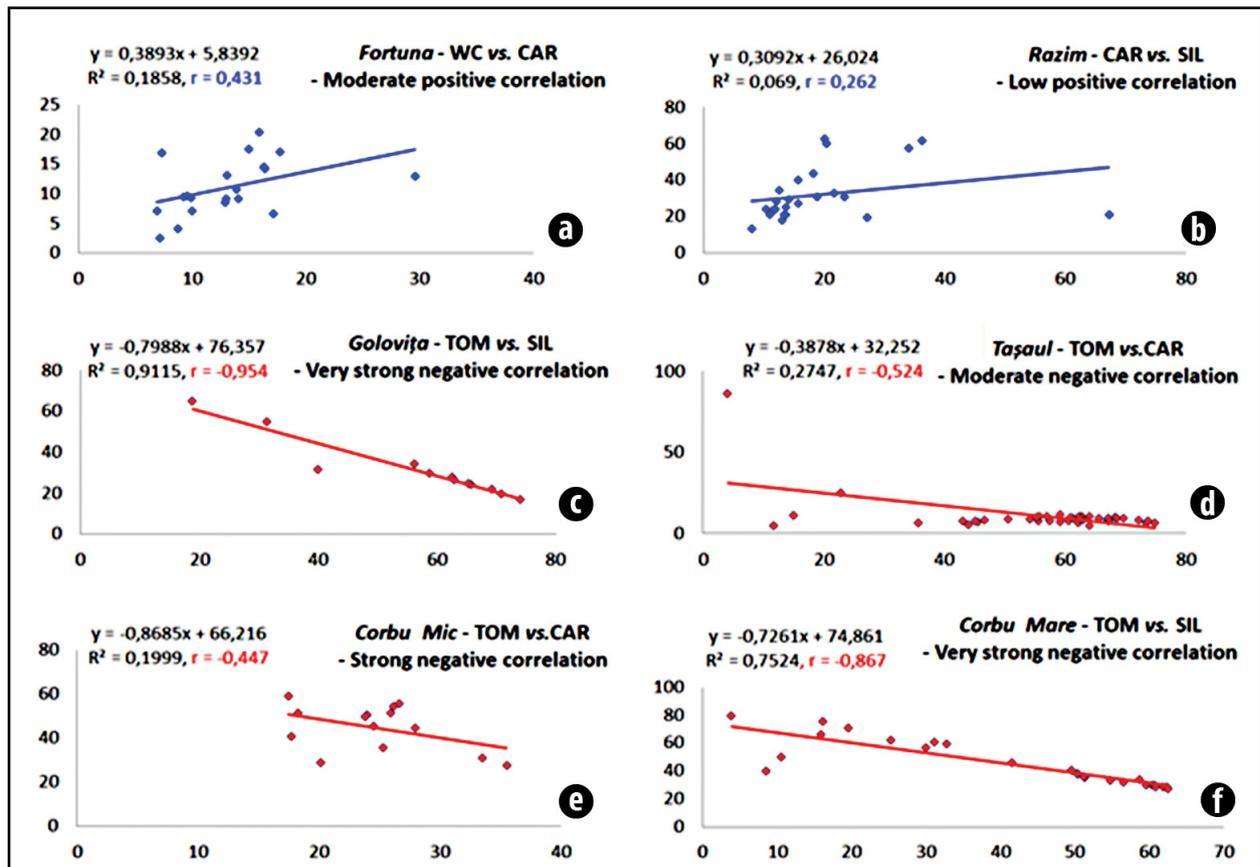 y = 0,3893x + 5,8392
R² = 0,1858, r = 0,431
Fortuna - WC vs. CAR
- Moderate positive correlation
25
20
15
10
5
0
0 10 20 30 40
a
y = 0,3092x + 26,024
R² = 0,069, r = 0,262
Razim - CAR vs. SIL
- Low positive correlation
80
60
40
20
0
0 20 40 60 80
b
y = -0,7988x + 76,357
R² = 0,9115, r = -0,954
Golovița - TOM vs. SIL
- Very strong negative correlation
80
60
40
20
0
0 20 40 60 80
c
y = -0,3878x + 32,252
R² = 0,2747, r = -0,524
Tașaul - TOM vs.CAR
- Moderate negative correlation
100
50
0
0 20 40 60 80
d
y = -0,8685x + 66,216
R² = 0,1999, r = -0,447
Corbu Mic - TOM vs.CAR
- Strong negative correlation
80
60
40
20
0
0 10 20 30 40
e
y = -0,7261x + 74,861
R² = 0,7524, r = -0,867
Corbu Mare - TOM vs. SIL
- Very strong negative correlation
100
80
60
40
20
0
0 10 20 30 40 50 60 70
f